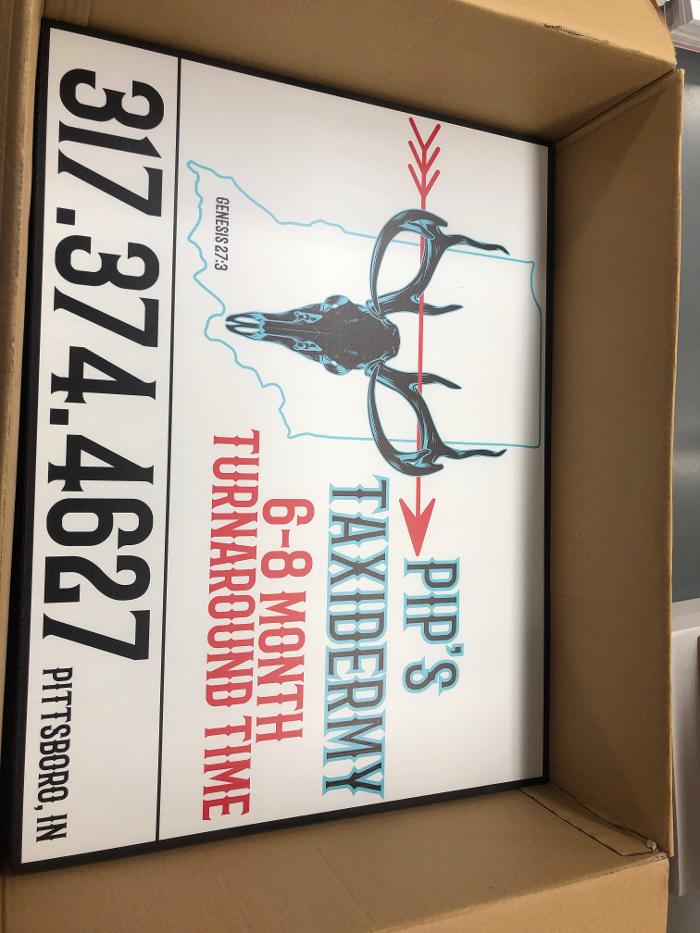 PIP'S
TAXIDERMY
6-8 MONTH
TURNAROUND TIME
GENESIS 27:3
317.374.4627 PITTSBORO, IN